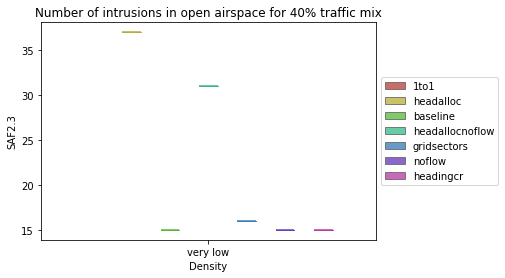 Number of intrusions in open airspace for 40% traffic mix
35
30
25
20
15
SAF2.3
very low
Density
1to1
headalloc
baseline
headallocnoflow
gridsectors
noflow
headingcr